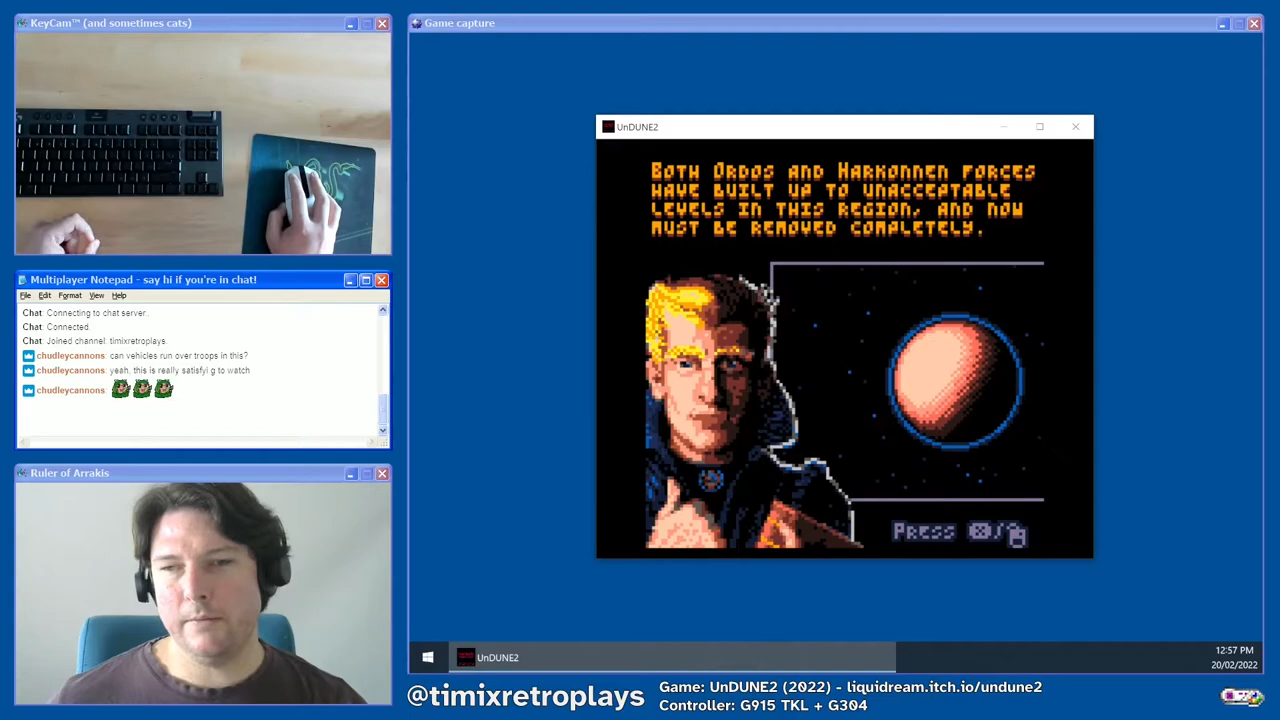 KeyCam™ (and sometimes cats)
Game capture
UnDUNE2
Both Ordos and Harkonnen forces
have built up to unacceptable
levels in this region, and now
must be removed completely.
Press
Multiplayer Notepad - say hi if you're in chat!
File Edit Format View Help
Chat: Connecting to chat server.
Chat: Connected.
Chat: Joined channel: timixretroplays.
chudleycannons: can vehicles run over troops in this?
chudleycannons: yeah, this is really satisfyi g to watch
chudleycannons:
Ruler of Arrakis
UnDUNE2
12:57 PM
20/02/2022
@timixretroplays
Game: UnDUNE2 (2022) - liquidream.itch.io/undune2
Controller: G915 TKL + G304